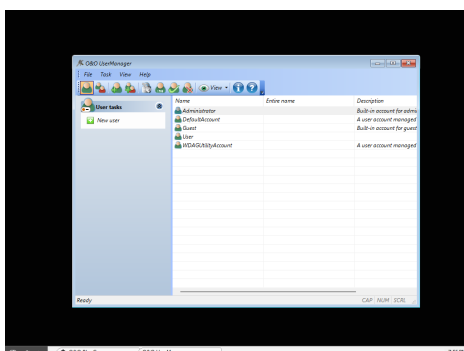 O&O UserManager
File Task View Help
View
User tasks
New user
Name Entire name Description
Administrator Built-in account for admi
DefaultAccount A user account managed
Guest Built-in account for guest
User
WDAGUtilityAccount A user account managed
Ready CAP NUM SCRL